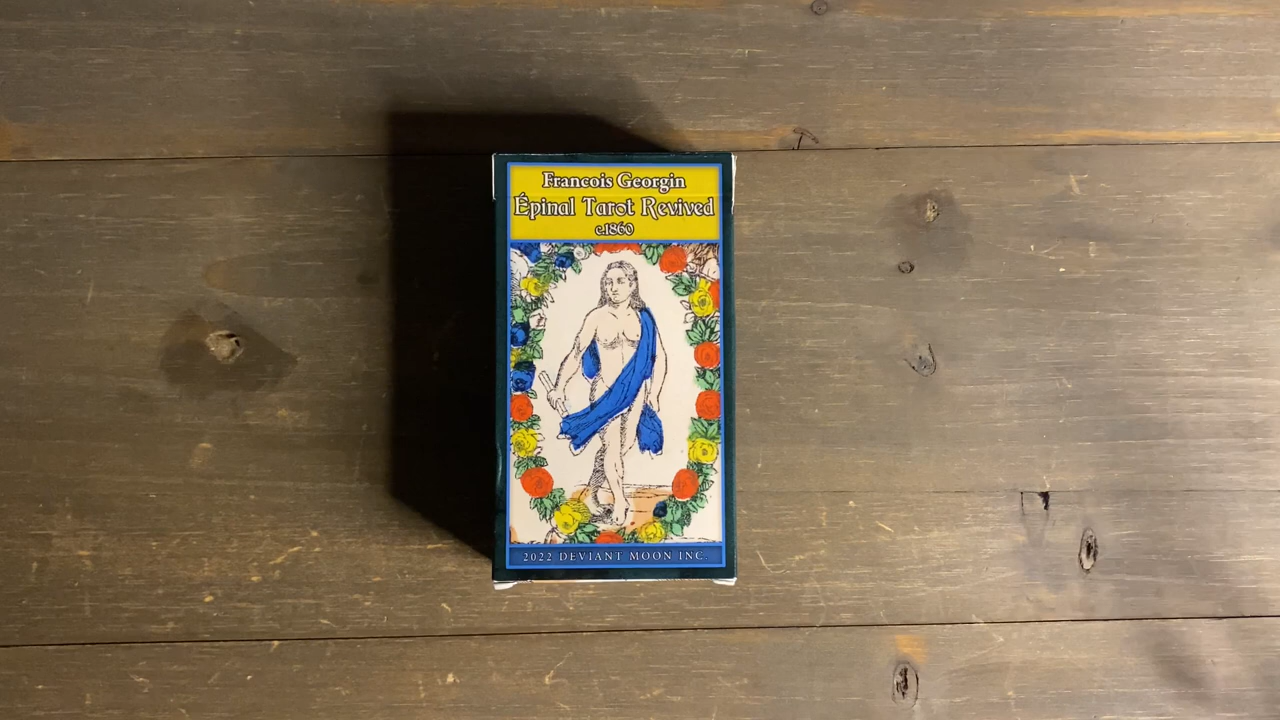 Francois Georgin
Épinal Tarot Revived
c.1860
2022 DEVIANT MOON INC.